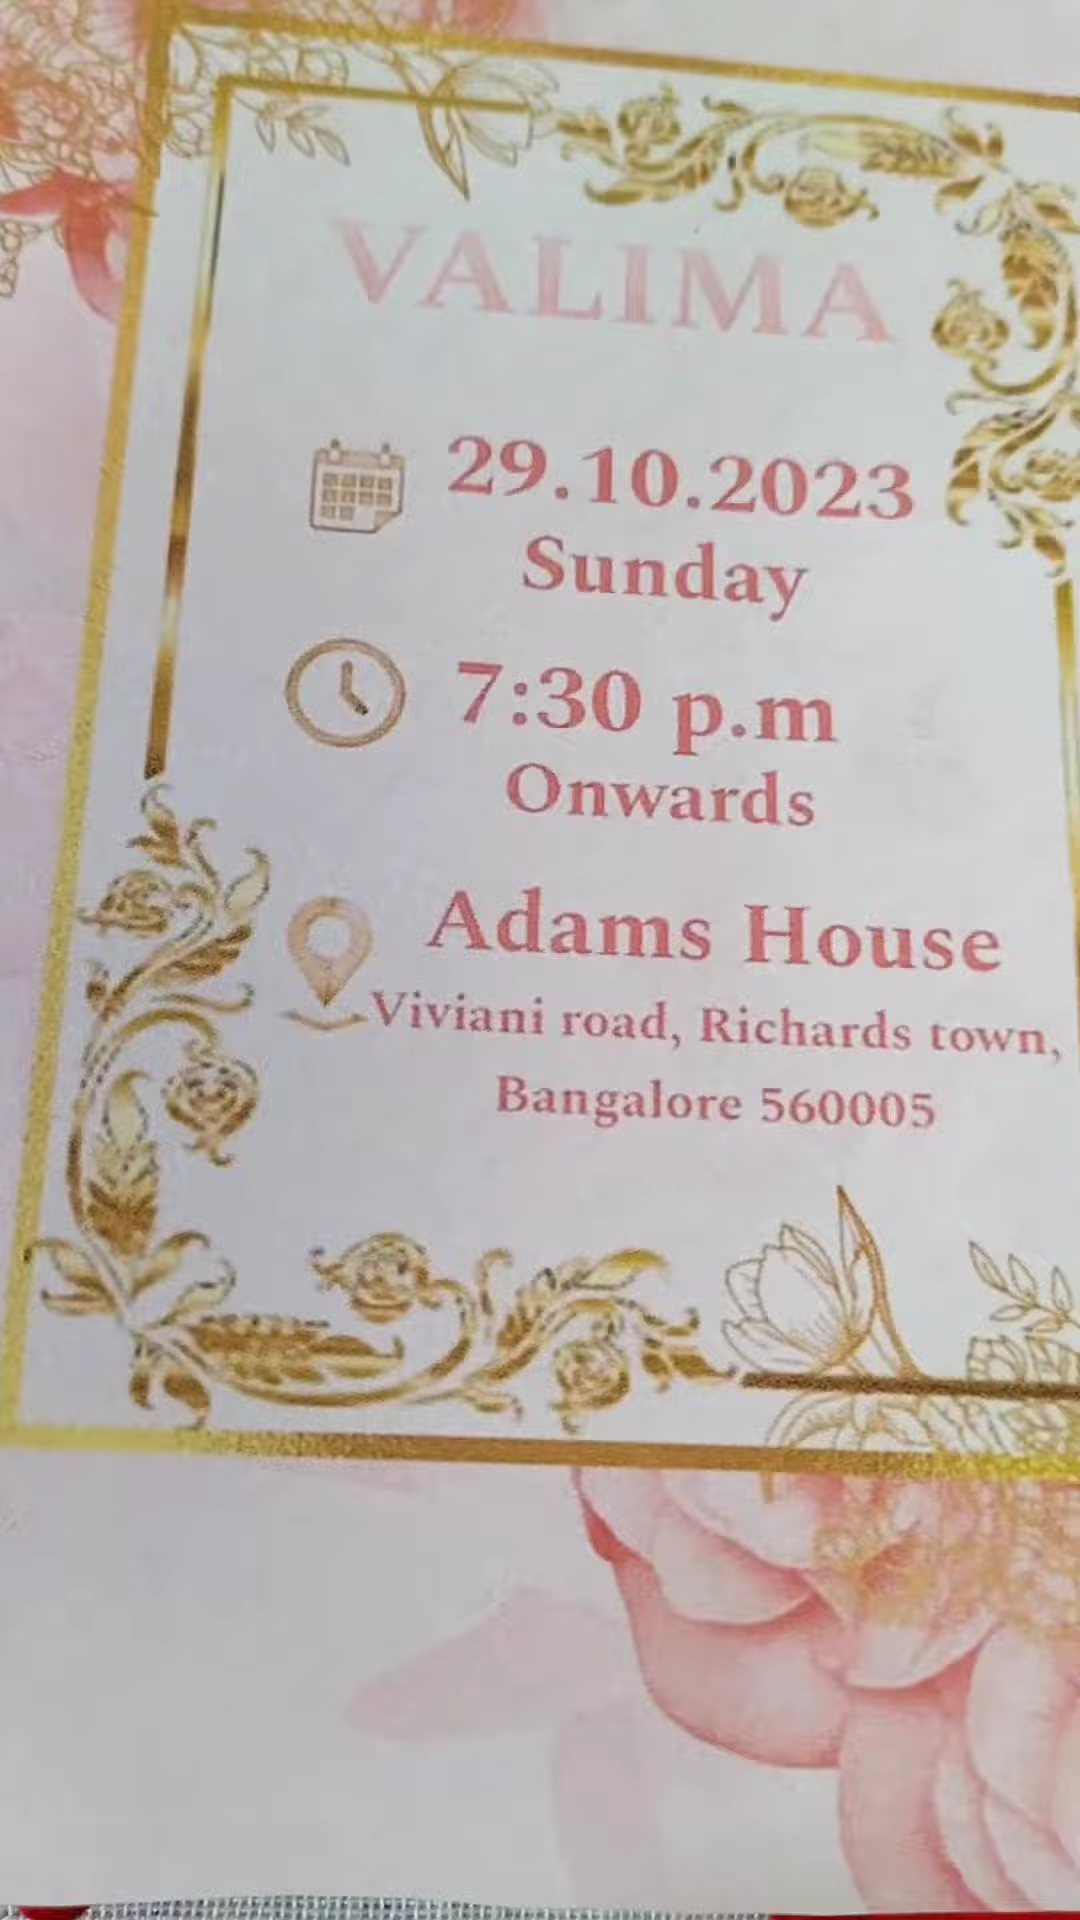 VALIMA
29.10.2023
Sunday
7:30 p.m
Onwards
Adams House
Viviani road, Richards town,
Bangalore 560005